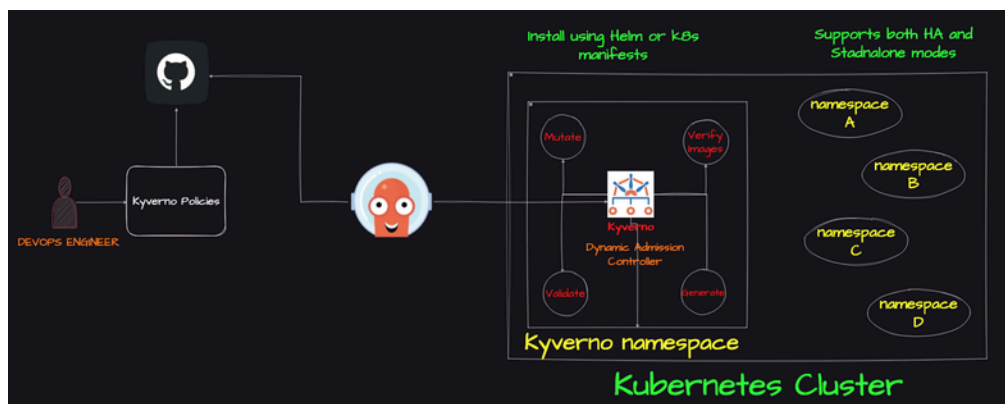 Install using Helm or K8s
manifests
Supports both HA and
Stadnalone modes
namespace
A
Mutate
Verify
Images
namespace
B
Kyverno Policies
Kyverno
DEVOPS ENGINEER
Dynamic Admission
Controller
namespace
C
Validate
Generate
namespace
D
Kyverno namespace
Kubernetes Cluster